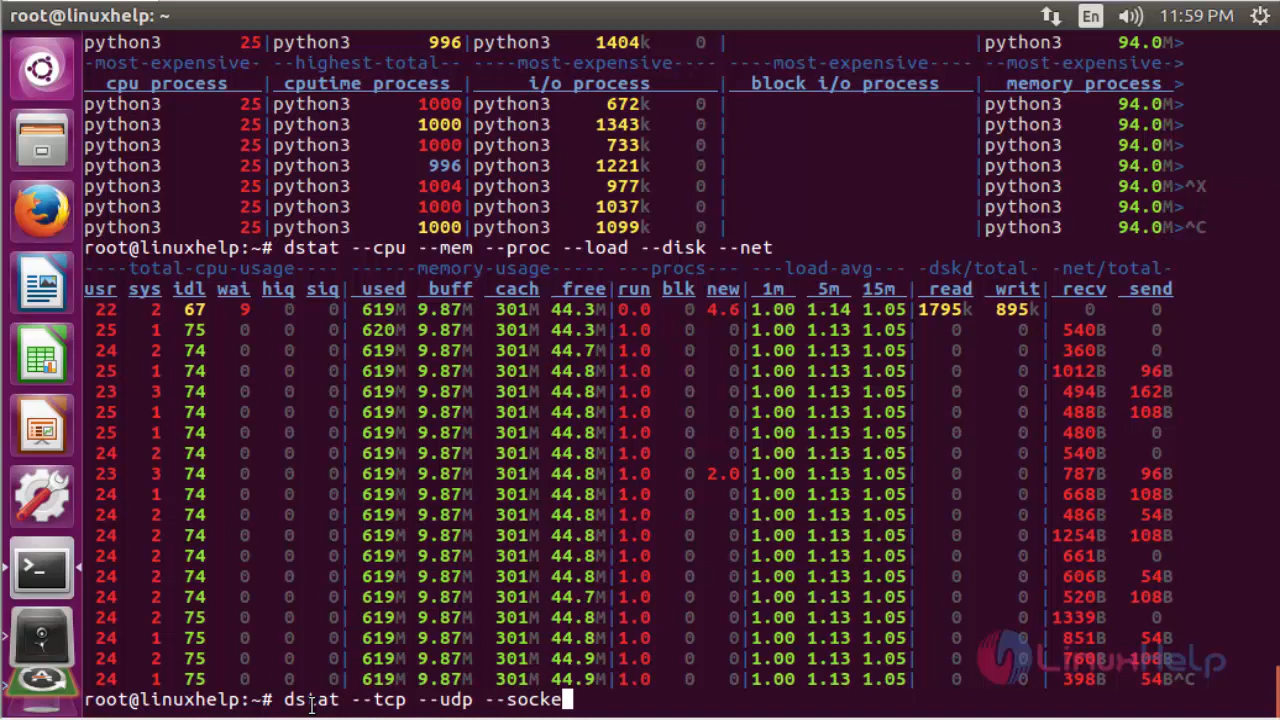 root@linuxhelp: ~ En 11:59 PM
python3 25|python3 996|python3 1404k 0 | |python3 94.0M>
-most-expensive- --highest-total-- ----most-expensive---- ----most-expensive---- --most-expensive->
cpu process |cputime process | i/o process | block i/o process | memory process >
python3 25|python3 1000|python3 672k 0 | |python3 94.0M>
python3 25|python3 1000|python3 1343k 0 | |python3 94.0M>
python3 25|python3 1000|python3 733k 0 | |python3 94.0M>
python3 25|python3 996|python3 1221k 0 | |python3 94.0M>^X
python3 25|python3 1004|python3 977k 0 | |python3 94.0M>
python3 25|python3 1000|python3 1037k 0 | |python3 94.0M>
python3 25|python3 1000|python3 1099k 0 | |python3 94.0M>^C
root@linuxhelp:~# dstat --cpu --mem --proc --load --disk --net
----total-cpu-usage---- ------memory-usage----- ---procs--- ---load-avg--- -dsk/total- -net/total-
usr sys idl wai hiq siq| used buff cach free|run blk new| 1m 5m 15m | read writ| recv send
22 2 67 9 0 0| 619M 9.87M 301M 44.3M|0.0 0 4.6|1.00 1.14 1.05|1795k 895k| 0 0
25 1 75 0 0 0| 620M 9.87M 301M 44.3M|1.0 0 0|1.00 1.13 1.05| 0 0 | 540B 0
24 2 74 0 0 0| 619M 9.87M 301M 44.7M|1.0 0 0|1.00 1.13 1.05| 0 0 | 360B 0
25 1 74 0 0 0| 619M 9.87M 301M 44.8M|1.0 0 0|1.00 1.13 1.05| 0 0 |1012B 96B
23 3 74 0 0 0| 619M 9.87M 301M 44.8M|1.0 0 0|1.00 1.13 1.05| 0 0 | 494B 162B
25 1 74 0 0 0| 619M 9.87M 301M 44.8M|1.0 0 0|1.00 1.13 1.05| 0 0 | 488B 108B
25 1 74 0 0 0| 619M 9.87M 301M 44.8M|1.0 0 0|1.00 1.13 1.05| 0 0 | 480B 0
24 2 74 0 0 0| 619M 9.87M 301M 44.8M|1.0 0 0|1.00 1.13 1.05| 0 0 | 540B 0
23 3 74 0 0 0| 619M 9.87M 301M 44.8M|1.0 0 2.0|1.00 1.13 1.05| 0 0 | 787B 96B
24 1 74 0 0 0| 619M 9.87M 301M 44.8M|1.0 0 0|1.00 1.13 1.05| 0 0 | 668B 108B
24 2 74 0 0 0| 619M 9.87M 301M 44.8M|1.0 0 0|1.00 1.13 1.05| 0 0 | 486B 54B
24 2 74 0 0 0| 619M 9.87M 301M 44.8M|1.0 0 0|1.00 1.13 1.05| 0 0 |1254B 108B
24 1 74 0 0 0| 619M 9.87M 301M 44.8M|1.0 0 0|1.00 1.13 1.05| 0 0 | 661B 0
24 2 74 0 0 0| 619M 9.87M 301M 44.8M|1.0 0 0|1.00 1.13 1.05| 0 0 | 606B 54B
24 1 74 0 0 0| 619M 9.87M 301M 44.7M|1.0 0 0|1.00 1.13 1.05| 0 0 | 520B 108B
24 2 74 0 0 0| 619M 9.87M 301M 44.8M|1.0 0 0|1.00 1.13 1.05| 0 0 |1339B 0
24 1 75 0 0 0| 619M 9.87M 301M 44.8M|1.0 0 0|1.00 1.13 1.05| 0 0 | 851B 54B
24 2 75 0 0 0| 619M 9.87M 301M 44.9M|1.0 0 0|1.00 1.13 1.05| 0 0 | 760B 108B
24 1 75 0 0 0| 619M 9.87M 301M 44.9M|1.0 0 0|1.00 1.13 1.05| 0 0 | 398B 54B^C
root@linuxhelp:~# dstat --tcp --udp --socke
LinuxHelp